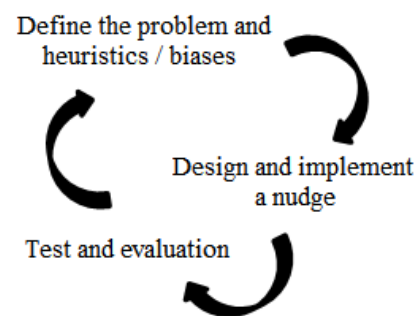 Define the problem and
heuristics / biases
Design and implement
a nudge
Test and evaluation